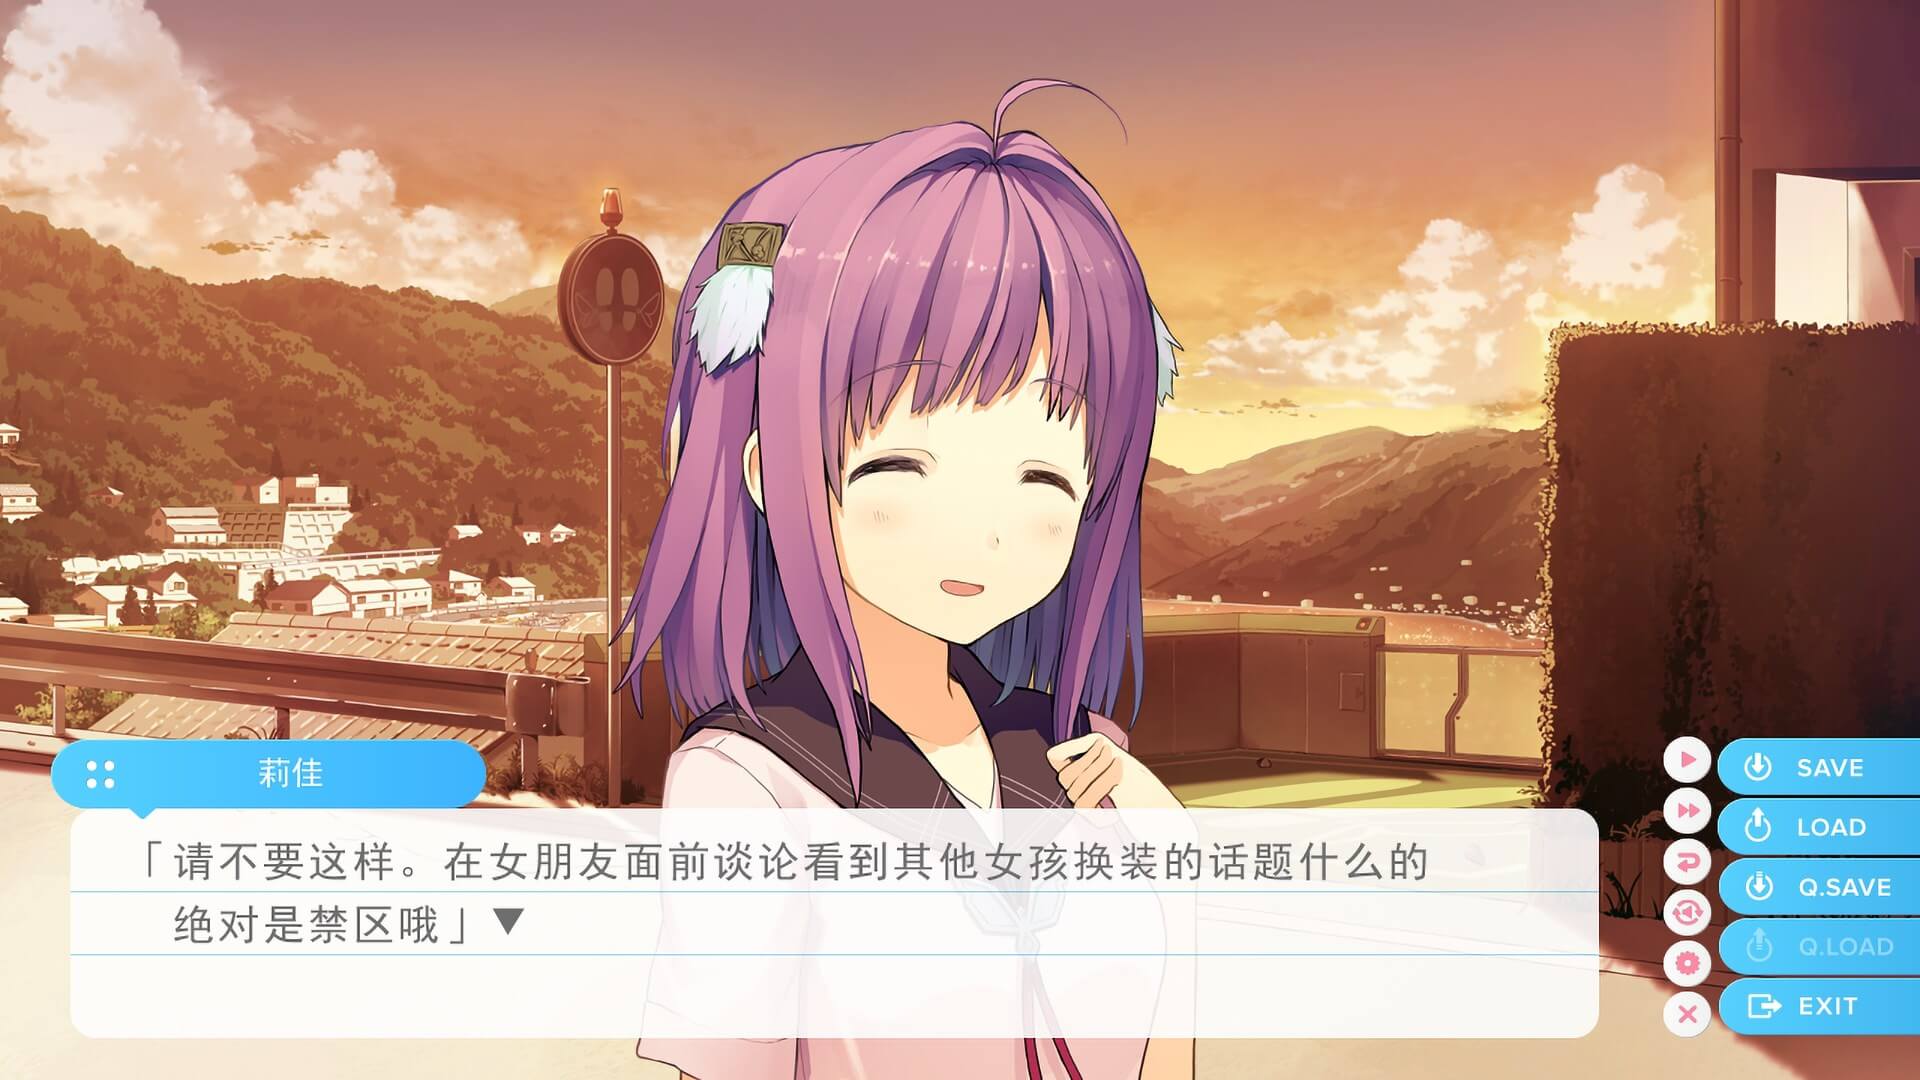 莉佳
「请不要这样。在女朋友面前谈论看到其他女孩换装的话题什么的
绝对是禁区哦」▼
SAVE
LOAD
Q.SAVE
Q.LOAD
EXIT